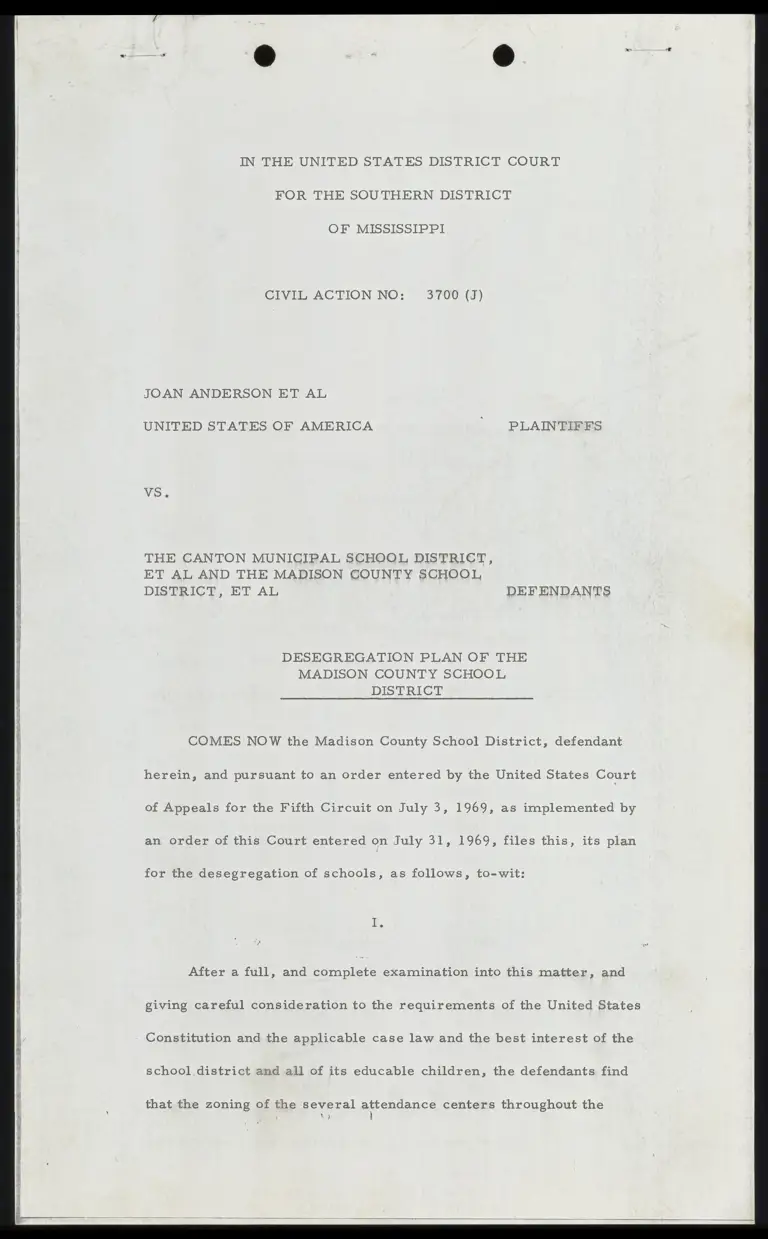 IN THE UNITED STATES DISTRICT COURT
FOR THE SOUTHERN DISTRICT
OF MISSISSIPPI
CIVIL ACTION NO: 3700 (J)
JOAN ANDERSON ET AL
UNITED STATES OF AMERICA PLAINTIFFS
VS.
THE CANTON MUNICIPAL SCHOOL DISTRICT,
ET AL AND THE MADISON COUNTY SCHOOL
DISTRICT, ET AL DEFENDANTS
DESEGREGATION PLAN OF THE
MADISON COUNTY SCHOOL
DISTRICT
COMES NOW the Madison County School District, defendant
herein, and pursuant to an order entered by the United States Court
of Appeals for the Fifth Circuit on July 3, 1969, as implemented by
an order of this Court entered on July 31, 1969, files this, its plan
for the desegregation of schools, as follows, to-wit:
I.
After a full, and complete examination into this matter, and
giving careful consideration to the requirements of the United States
Constitution and the applicable case law and the best interest of the
school district and all of its educable children, the defendants find
that the zoning of the several attendance centers throughout the